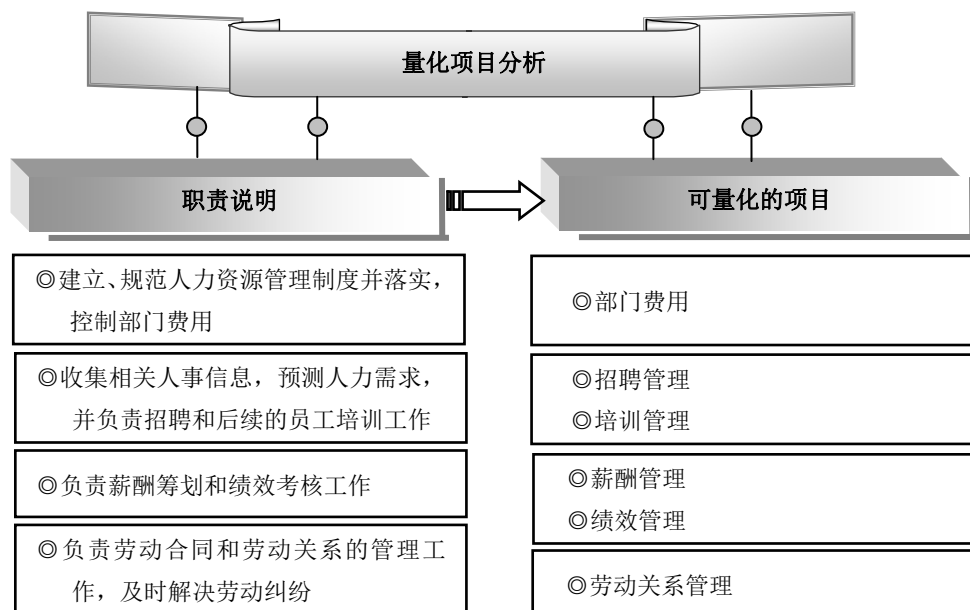 量化项目分析
职责说明
可量化的项目
◎建立、规范人力资源管理制度并落实，
控制部门费用
◎部门费用
◎收集相关人事信息，预测人力需求，
并负责招聘和后续的员工培训工作
◎招聘管理
◎培训管理
◎负责薪酬筹划和绩效考核工作
◎薪酬管理
◎绩效管理
◎负责劳动合同和劳动关系的管理工
作，及时解决劳动纠纷
◎劳动关系管理